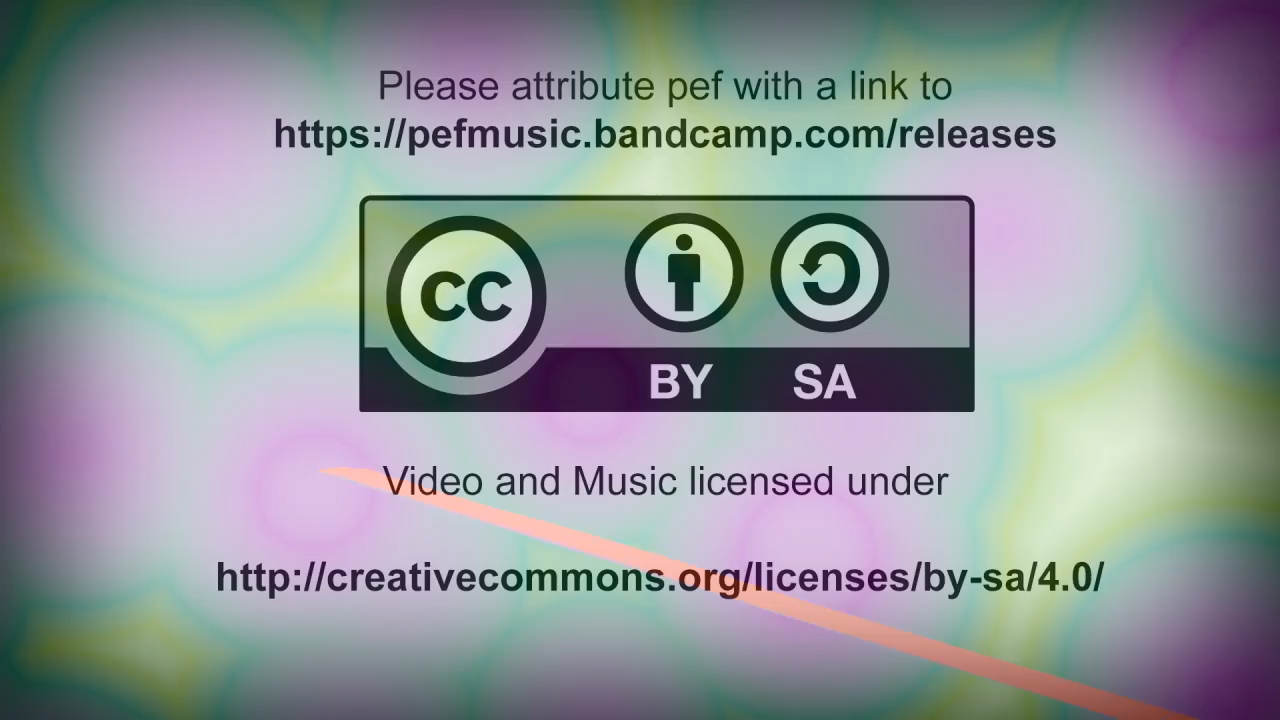 Please attribute pef with a link to
https://pefmusic.bandcamp.com/releases
cc
BY SA
Video and Music licensed under
http://creativecommons.org/licenses/by-sa/4.0/